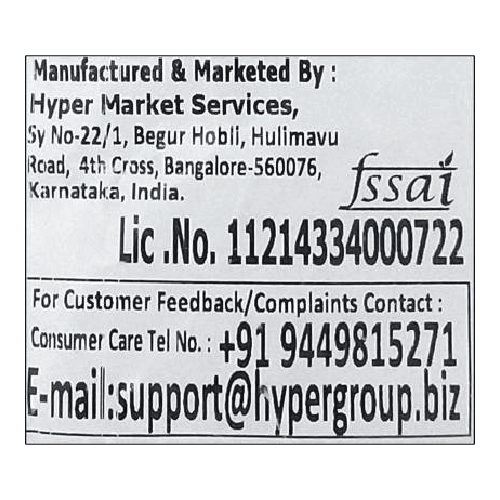 Manufactured & Marketed By :
Hyper Market Services,
Sy No-22/1, Begur Hobli, Hulimavu
Road, 4th Cross, Bangalore-560076,
Karnataka, India.
fssai
Lic .No. 11214334000722
For Customer Feedback/Complaints Contact :
Consumer Care Tel No. : +91 9449815271
E-mail:support@hypergroup.biz